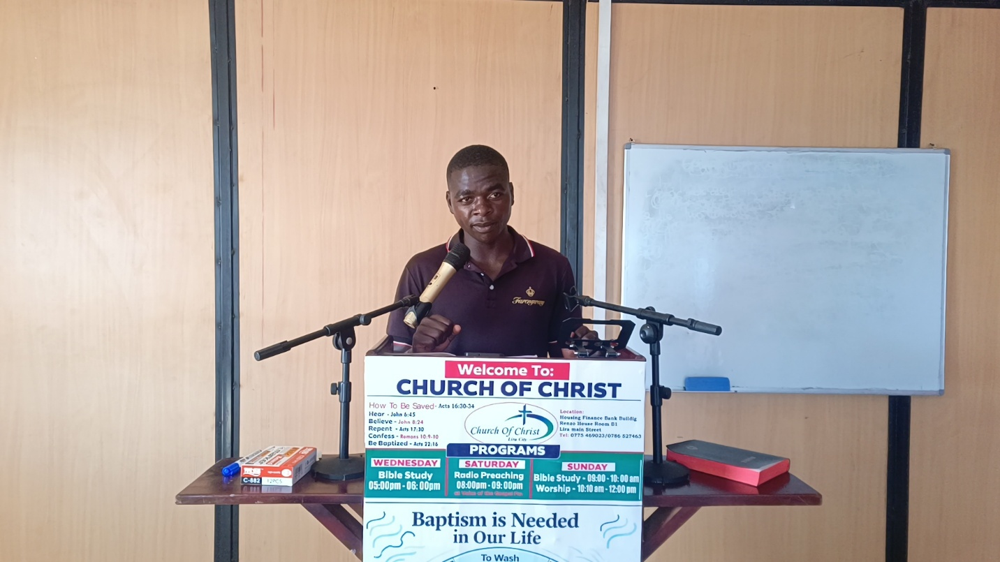 Welcome To:
CHURCH OF CHRIST
How To Be Saved - Acts 16:30-34
Hear - John 6:45
Believe - John 8:24
Repent - Acts 17:30
Confess - Romans 10:9-10
Be Baptized - Acts 22:16
Church Of Christ
Lira City
Location:
Housing Finance Bank Buildig
Renzo House Room B1
Lira main Street
Tel: 0775 469023/0786 527463
PROGRAMS
WEDNESDAY
Bible Study
05:00pm - 06:00pm
SATURDAY
Radio Preaching
08:00pm - 09:00pm
at Voice of the Gospel
SUNDAY
Bible Study - 09:00 - 10:00 am
Worship - 10:10 am - 12:00 pm
Baptism is Needed
in Our Life
To Wash
C-882
12PCS